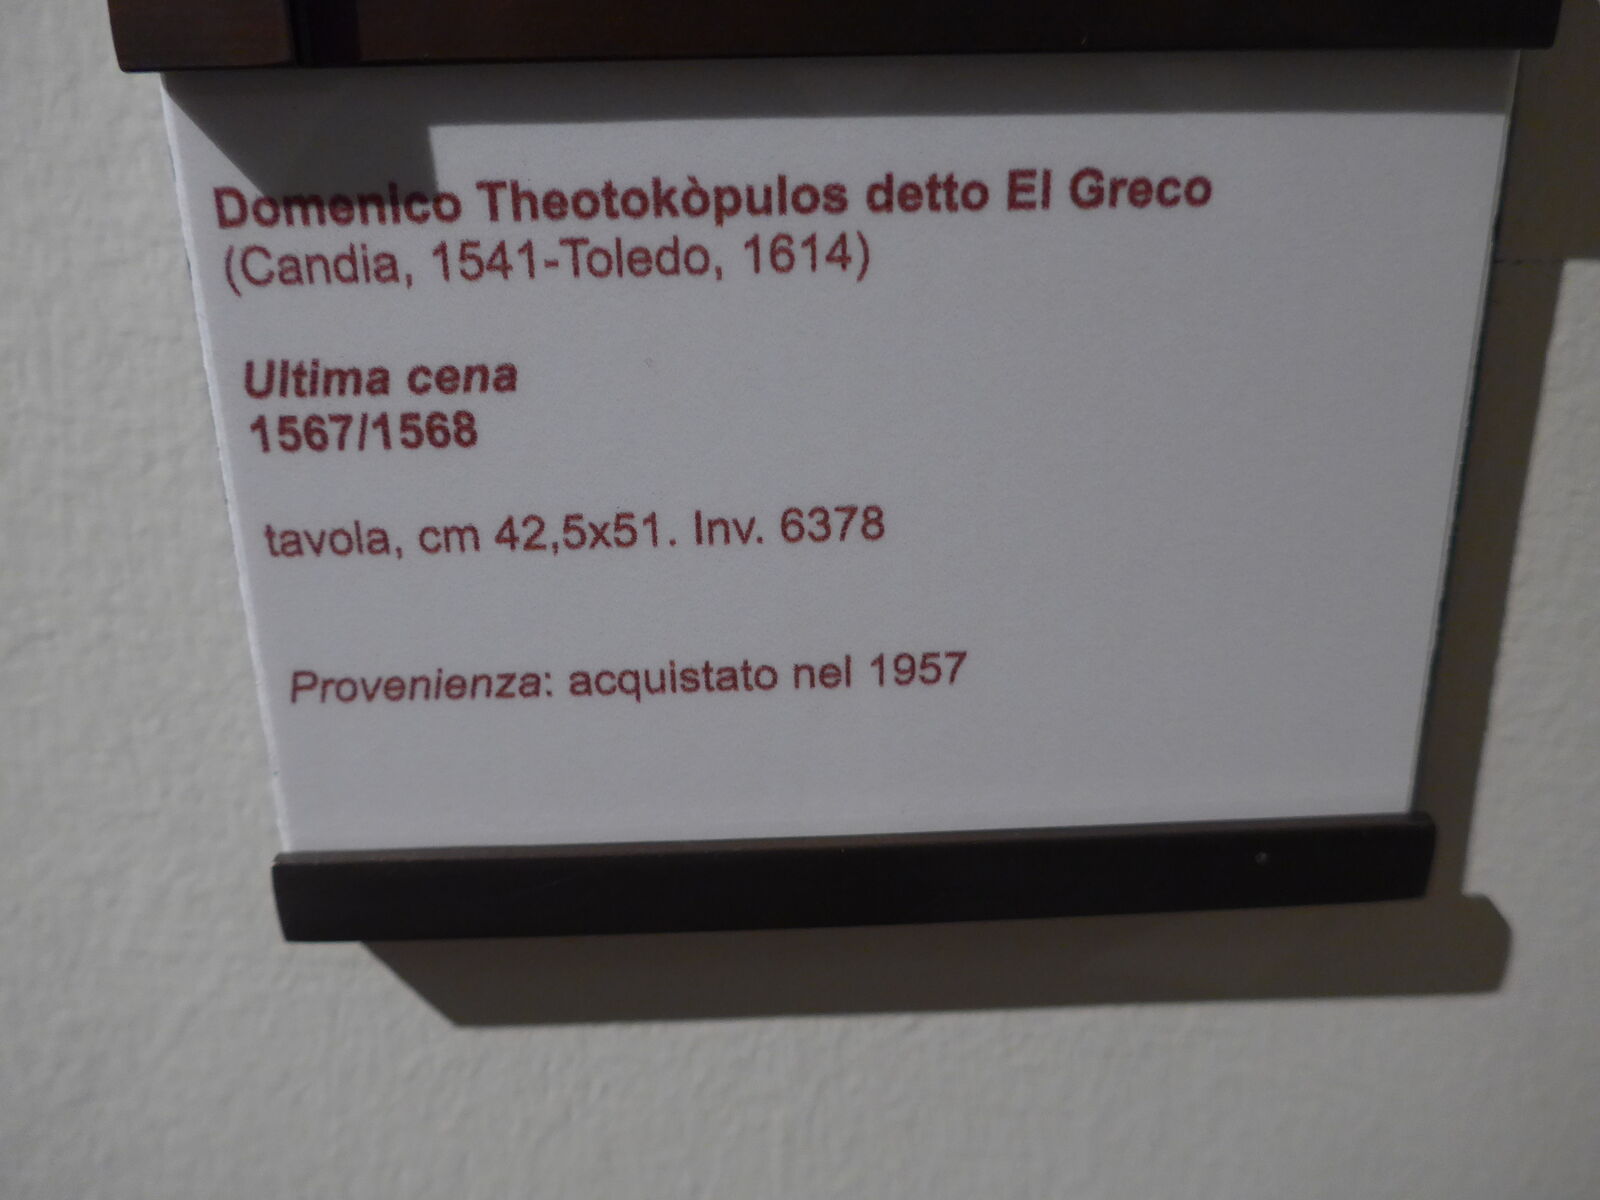 Domenico Theotokòpulos detto El Greco
(Candia, 1541-Toledo, 1614)
Ultima cena
1567/1568
tavola, cm 42,5x51. Inv. 6378
Provenienza: acquistato nel 1957